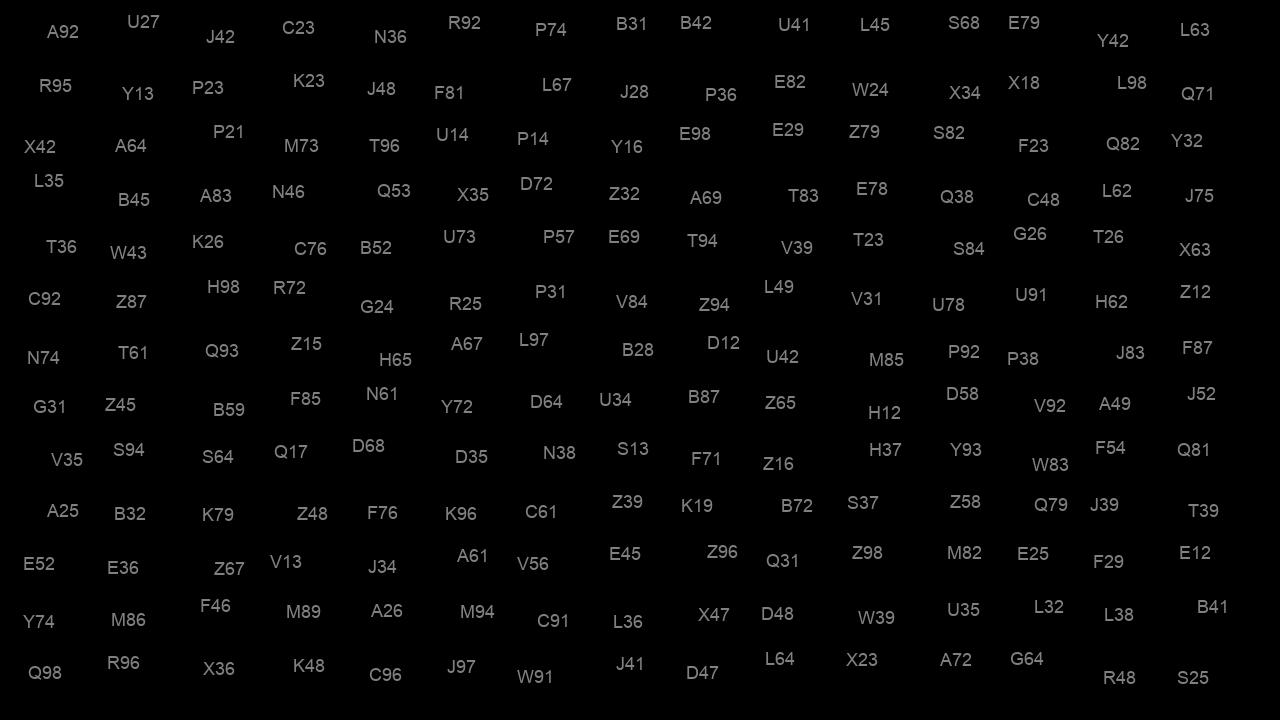 A92 U27 J42 C23 N36 R92 P74 B31 B42 U41 L45 S68 E79 Y42 L63
R95 Y13 P23 K23 J48 F81 L67 J28 P36 E82 W24 X34 X18 L98 Q71
X42 A64 P21 M73 T96 U14 P14 Y16 E98 E29 Z79 S82 F23 Q82 Y32
L35 B45 A83 N46 Q53 X35 D72 Z32 A69 T83 E78 Q38 C48 L62 J75
T36 W43 K26 C76 B52 U73 P57 E69 T94 V39 T23 S84 G26 T26 X63
C92 Z87 H98 R72 G24 R25 P31 V84 Z94 L49 V31 U78 U91 H62 Z12
N74 T61 Q93 Z15 H65 A67 L97 B28 D12 U42 M85 P92 P38 J83 F87
G31 Z45 B59 F85 N61 Y72 D64 U34 B87 Z65 H12 D58 V92 A49 J52
V35 S94 S64 Q17 D68 D35 N38 S13 F71 Z16 H37 Y93 W83 F54 Q81
A25 B32 K79 Z48 F76 K96 C61 Z39 K19 B72 S37 Z58 Q79 J39 T39
E52 E36 Z67 V13 J34 A61 V56 E45 Z96 Q31 Z98 M82 E25 F29 E12
Y74 M86 F46 M89 A26 M94 C91 L36 X47 D48 W39 U35 L32 L38 B41
Q98 R96 X36 K48 C96 J97 W91 J41 D47 L64 X23 A72 G64 R48 S25